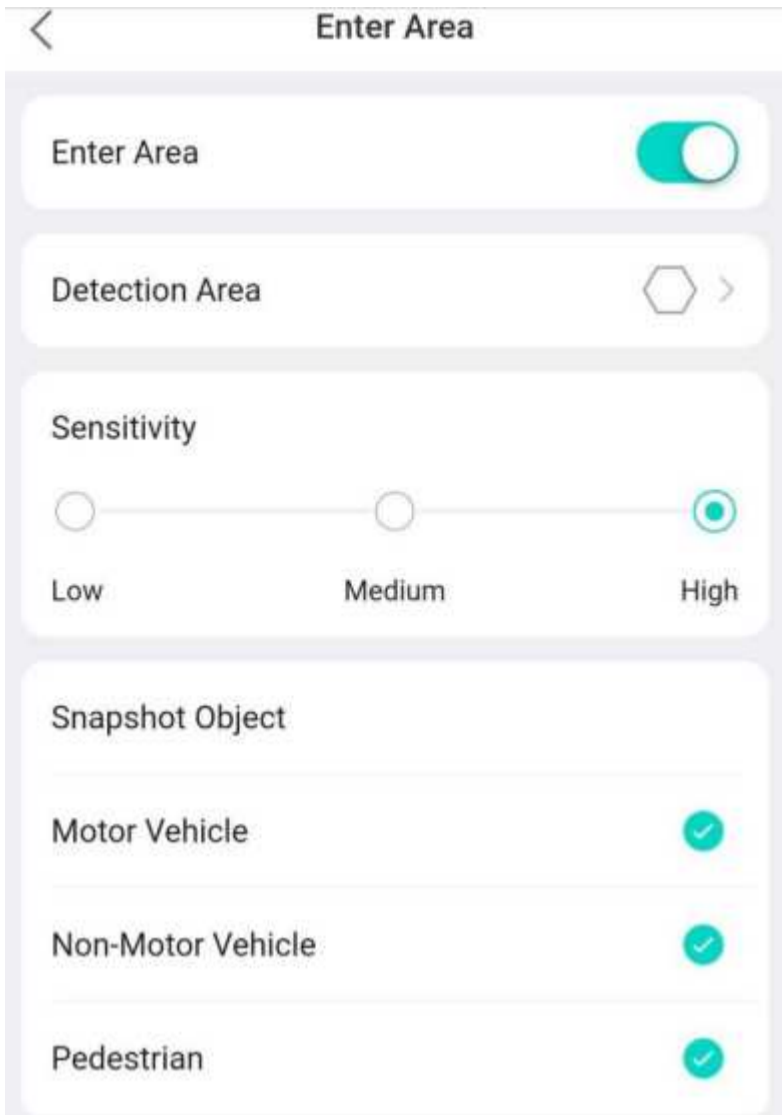 Enter Area
Enter Area
Detection Area
Sensitivity
Low Medium High
Snapshot Object
Motor Vehicle
Non-Motor Vehicle
Pedestrian